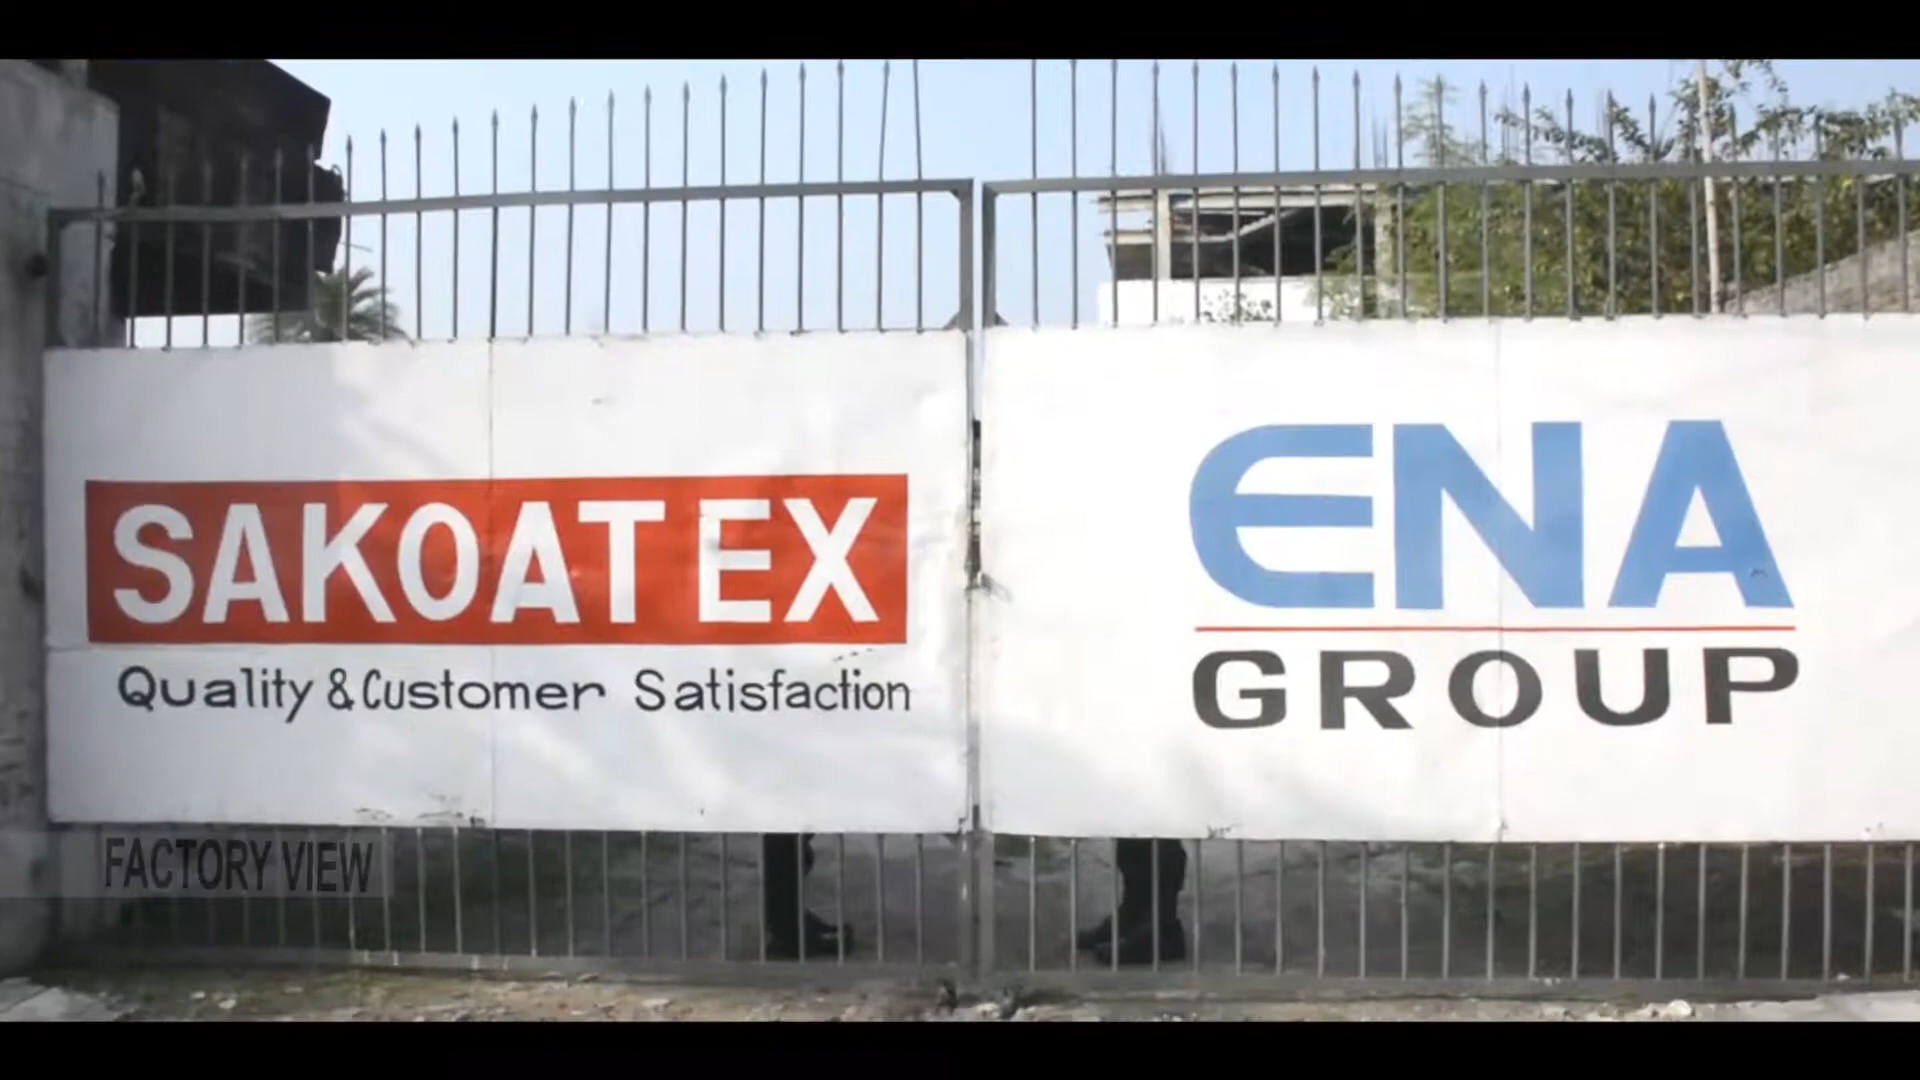 SAKOATEX
Quality & Customer Satisfaction
ENA
GROUP
FACTORY VIEW